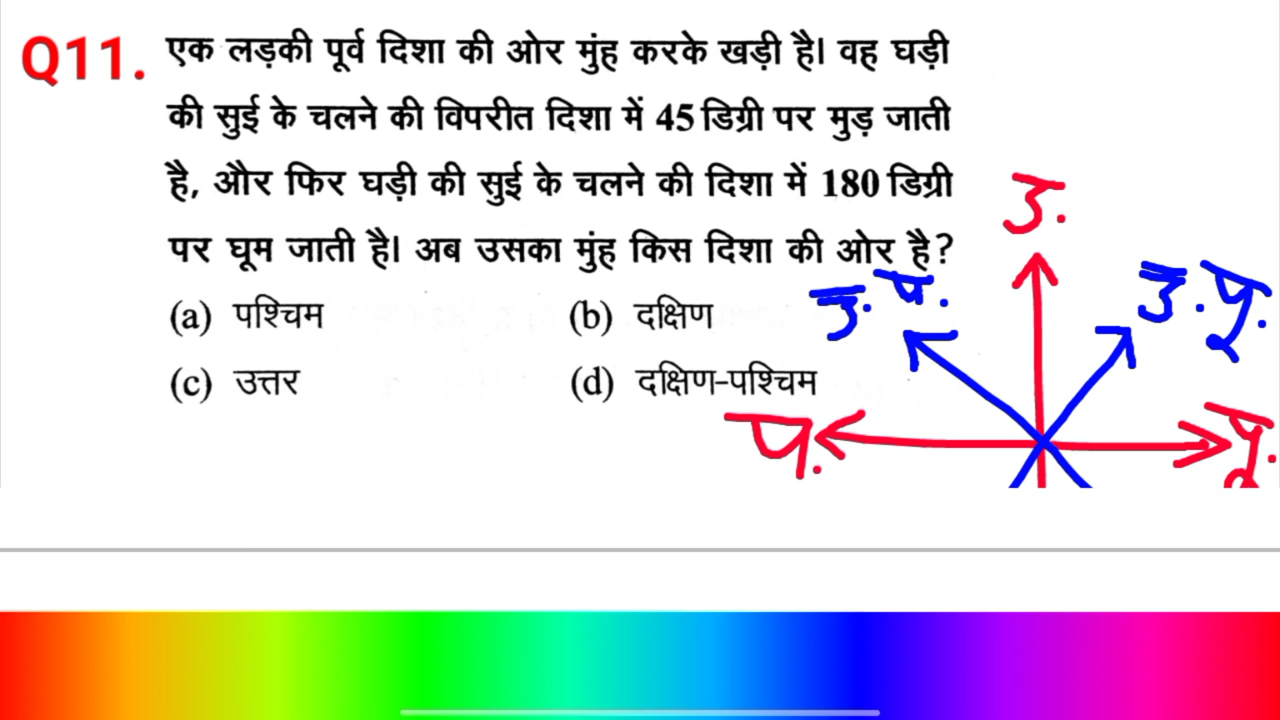 Q11. एक लड़की पूर्व दिशा की ओर मुंह करके खड़ी है। वह घड़ी
की सुई के चलने की विपरीत दिशा में 45 डिग्री पर मुड़ जाती
है, और फिर घड़ी की सुई के चलने की दिशा में 180 डिग्री
पर घूम जाती है। अब उसका मुंह किस दिशा की ओर है?
(a) पश्चिम (b) दक्षिण
(c) उत्तर (d) दक्षिण-पश्चिम
उ.
उ.प. उ.पू.
प. पू.